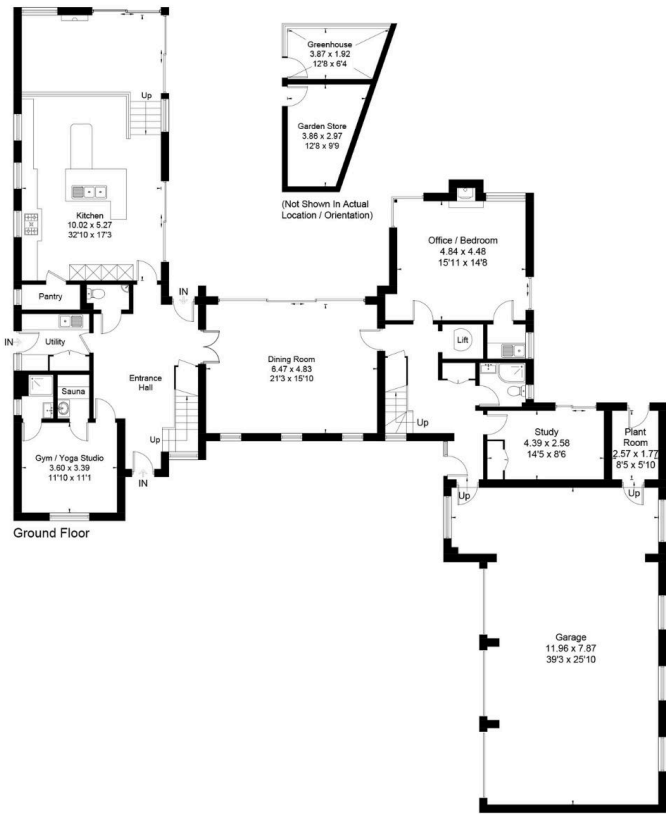 Up
Kitchen
10.02 x 5.27
32'10 x 17'3
Pantry
IN
IN
Utility
Sauna
Entrance
Hall
Up
Gym / Yoga Studio
3.60 x 3.39
11'10 x 11'1
IN
Ground Floor
Greenhouse
3.87 x 1.92
12'8 x 6'4
Garden Store
3.86 x 2.97
12'8 x 9'9
(Not Shown In Actual
Location / Orientation)
Dining Room
6.47 x 4.83
21'3 x 15'10
Office / Bedroom
4.84 x 4.48
15'11 x 14'8
Lift
Up
Study
4.39 x 2.58
14'5 x 8'6
Plant
Room
2.57 x 1.77
8'5 x 5'10
Up
Up
Garage
11.96 x 7.87
39'3 x 25'10